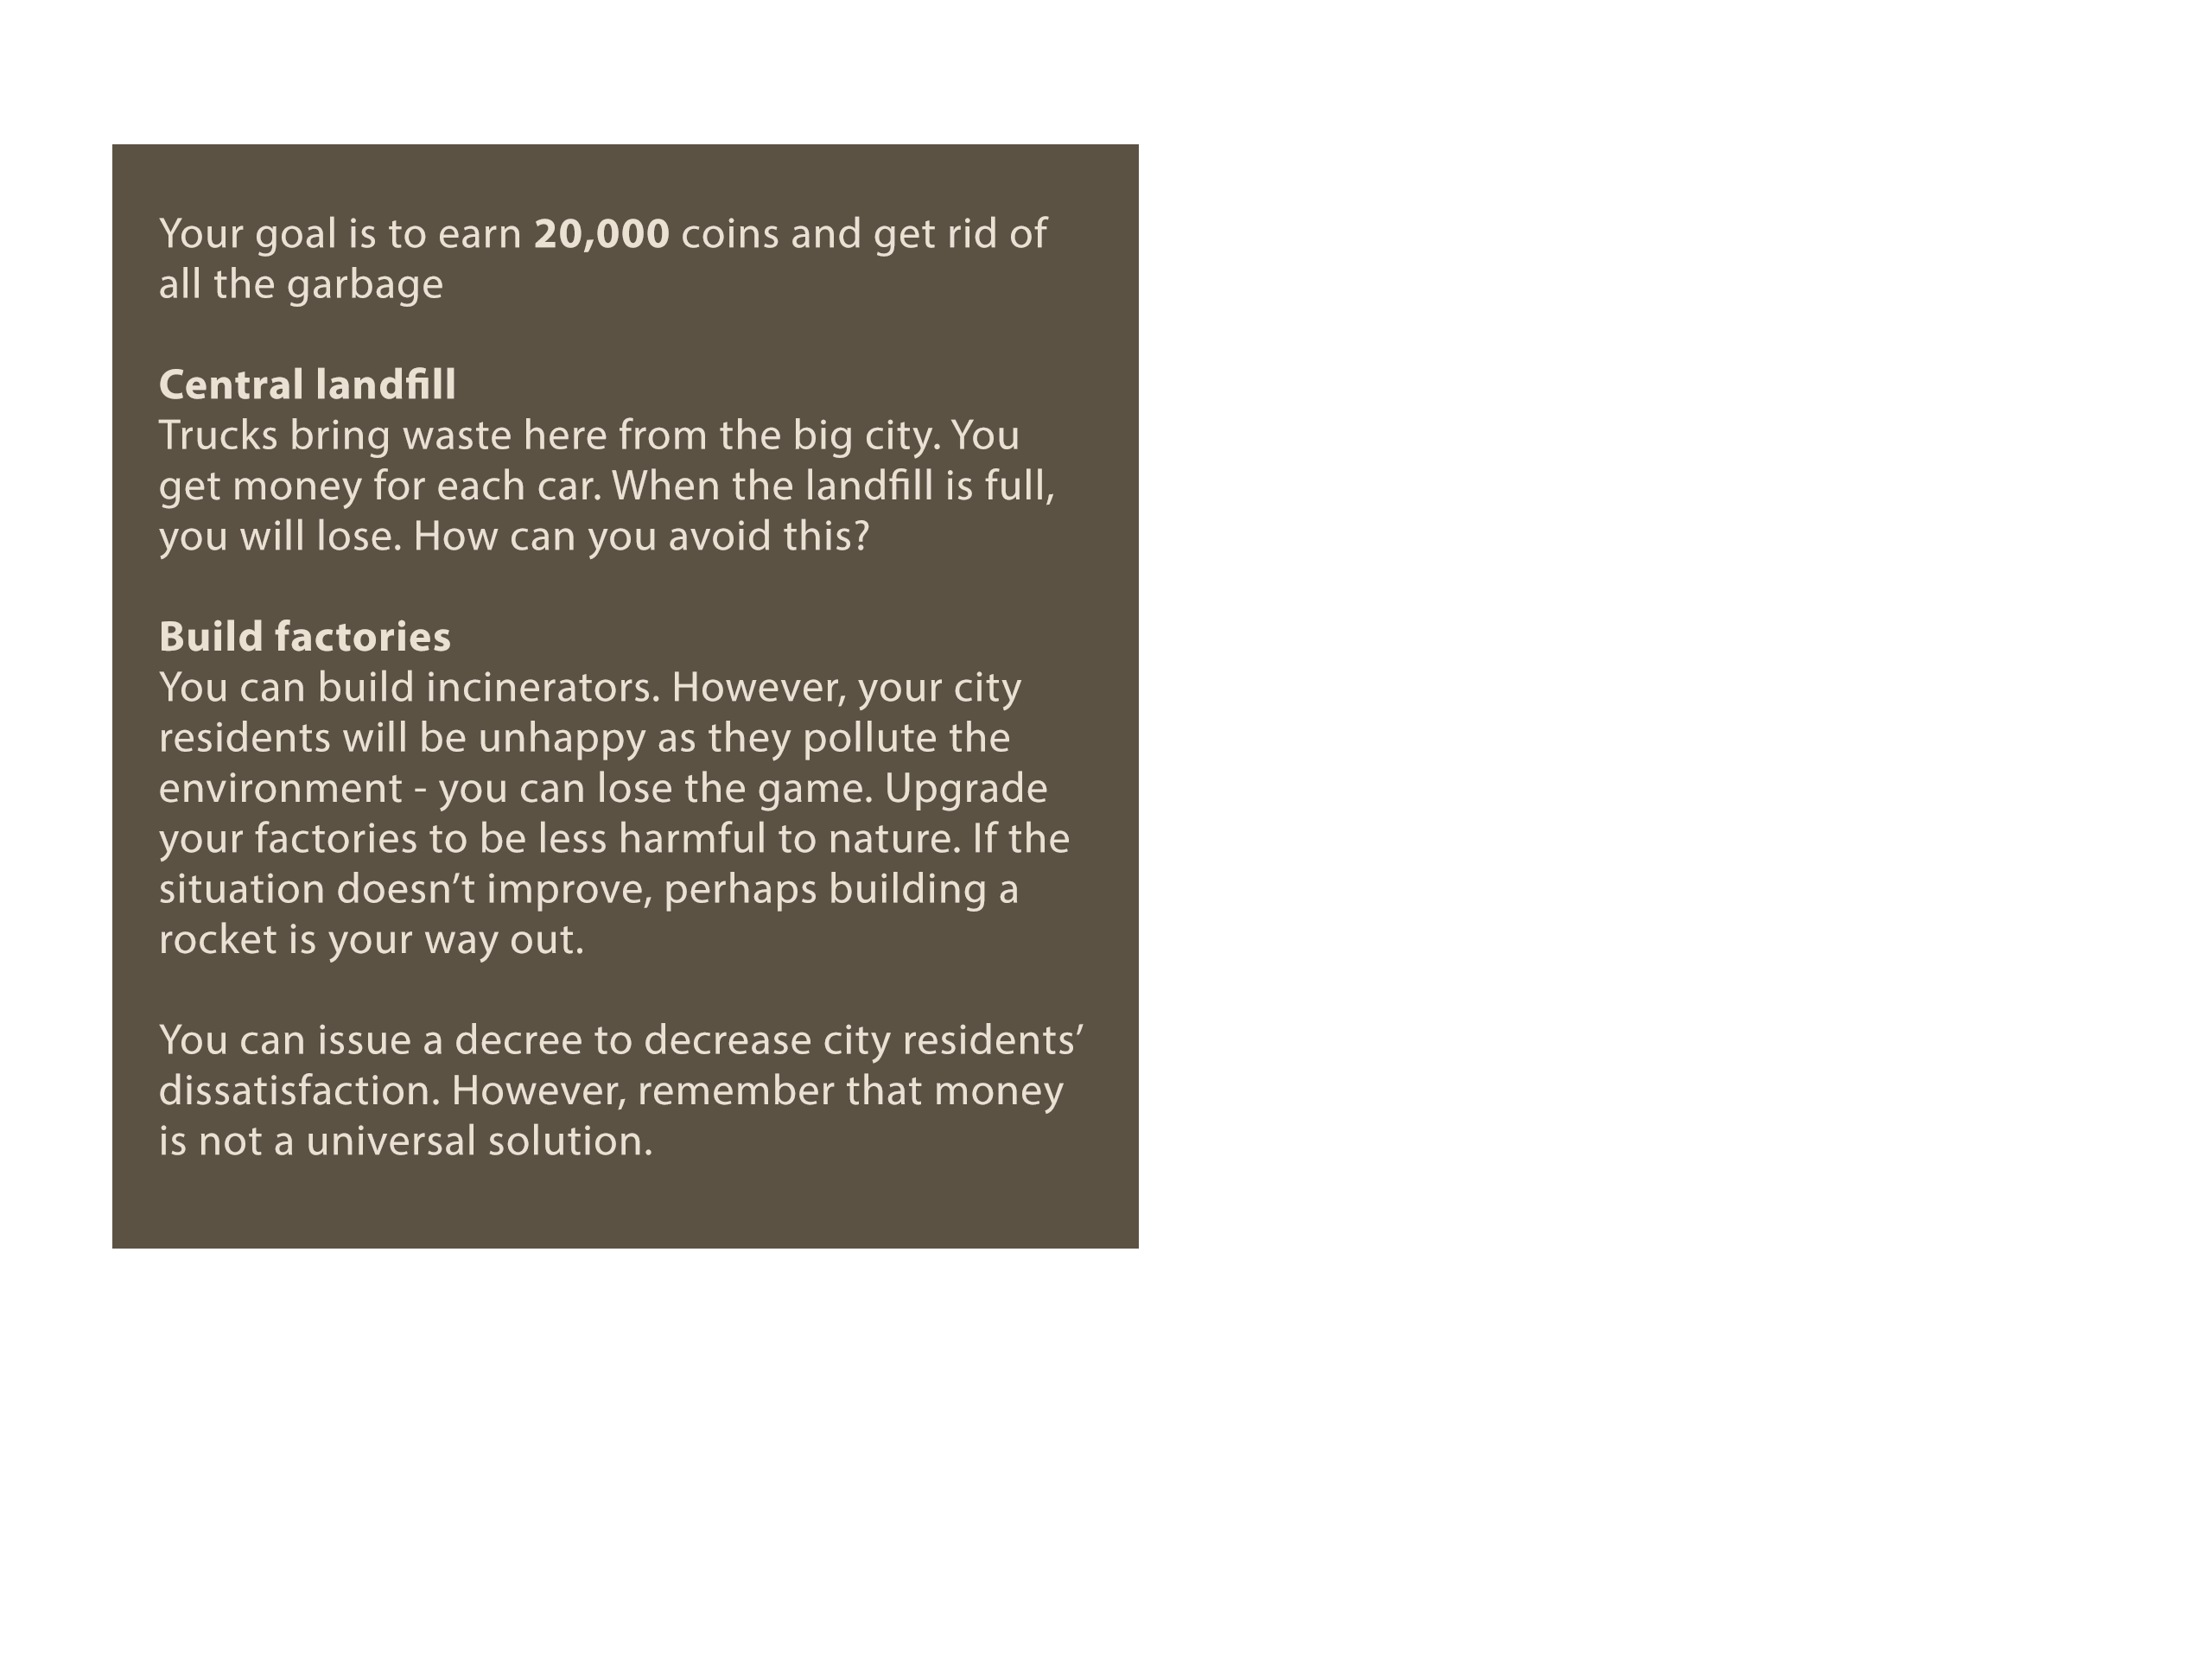 Your goal is to earn 20,000 coins and get rid of
all the garbage
Central landfill
Trucks bring waste here from the big city. You
get money for each car. When the landfill is full,
you will lose. How can you avoid this?
Build factories
You can build incinerators. However, your city
residents will be unhappy as they pollute the
environment - you can lose the game. Upgrade
your factories to be less harmful to nature. If the
situation doesn’t improve, perhaps building a
rocket is your way out.
You can issue a decree to decrease city residents’
dissatisfaction. However, remember that money
is not a universal solution.